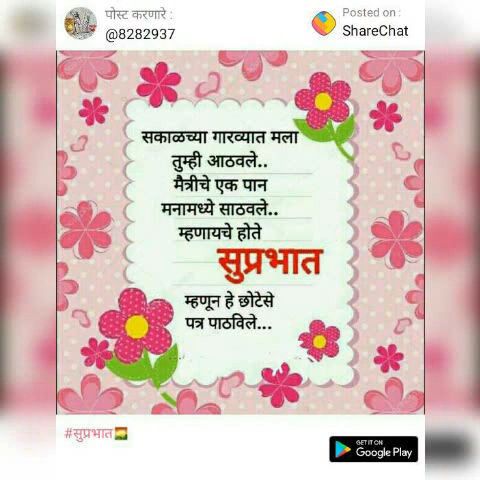 पोस्ट करणारे :
@8282937
Posted on :
ShareChat
सकाळच्या गारव्यात मला
तुम्ही आठवले..
मैत्रीचे एक पान
मनामध्ये साठवले..
म्हणायचे होते
सुप्रभात
म्हणून हे छोटेसे
पत्र पाठविले...
#सुप्रभात
GET IT ON
Google Play